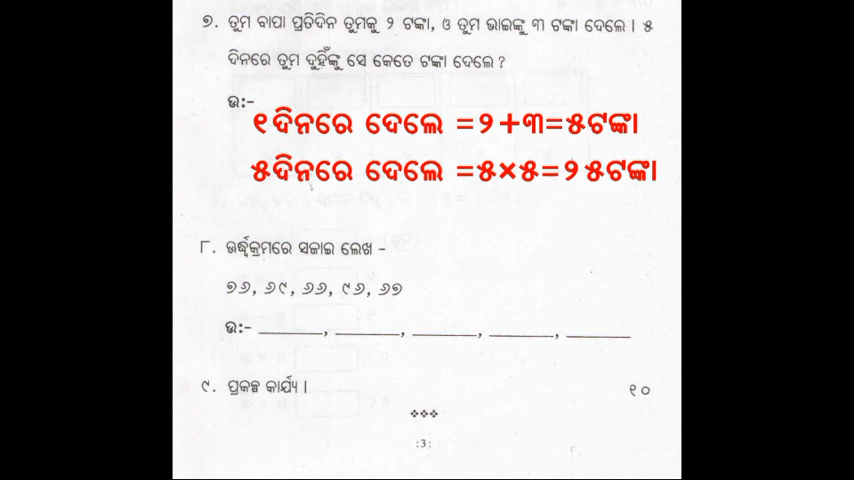 ୭. ତୁମ ବାପା ପ୍ରତିଦିନ ତୁମକୁ ୨ ଟଙ୍କା, ଓ ତୁମ ଭାଇଙ୍କୁ ୩ ଟଙ୍କା ଦେଲେ । ୫
ଦିନରେ ତୁମ ଦୁହିଁଙ୍କୁ ସେ କେତେ ଟଙ୍କା ଦେଲେ ?
ଉ:-
୧ଦିନରେ ଦେଲେ =୨+୩=୫ଟଙ୍କା
୫ଦିନରେ ଦେଲେ =୫×୫=୨୫ଟଙ୍କା
୮. ଊର୍ଦ୍ଧ୍ୱକ୍ରମରେ ସଜାଇ ଲେଖ –
୭୬, ୬୯, ୬୬, ୯୬, ୬୭
ଉ:- ______, ______, ______, ______, ______
୯. ପ୍ରକଳ୍ପ କାର୍ଯ୍ୟ । ୧୦
:3: